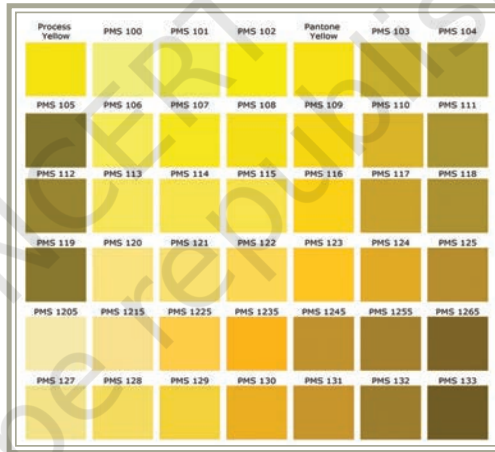 Process Yellow PMS 100 PMS 101 PMS 102 Pantone Yellow PMS 103 PMS 104
PMS 105 PMS 106 PMS 107 PMS 108 PMS 109 PMS 110 PMS 111
PMS 112 PMS 113 PMS 114 PMS 115 PMS 116 PMS 117 PMS 118
PMS 119 PMS 120 PMS 121 PMS 122 PMS 123 PMS 124 PMS 125
PMS 1205 PMS 1215 PMS 1225 PMS 1235 PMS 1245 PMS 1255 PMS 1265
PMS 127 PMS 128 PMS 129 PMS 130 PMS 131 PMS 132 PMS 133
NCERT
be republis